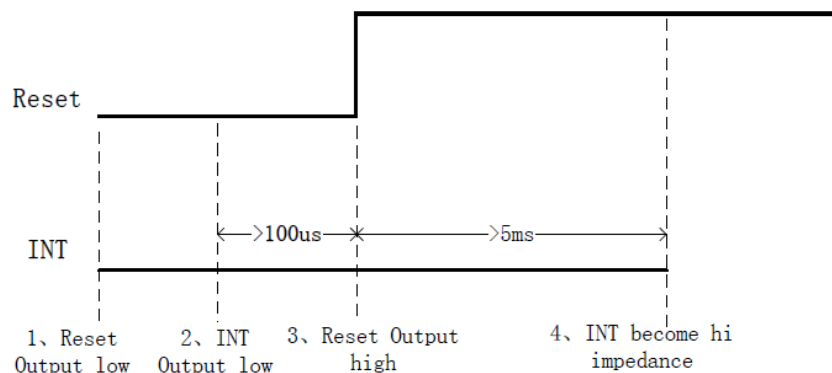 Reset
>100us
>5ms
INT
1、Reset
Output low
2、INT
Output low
3、Reset Output
high
4、INT become hi
impedance